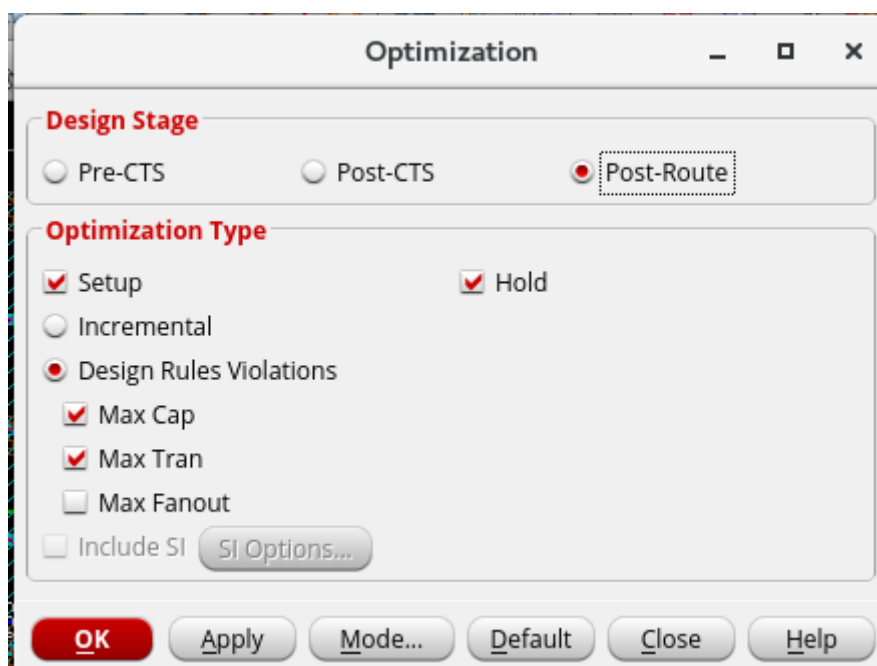 Optimization
Design Stage
Pre-CTS Post-CTS Post-Route
Optimization Type
Setup Hold
Incremental
Design Rules Violations
Max Cap
Max Tran
Max Fanout
Include SI SI Options...
OK Apply Mode... Default Close Help